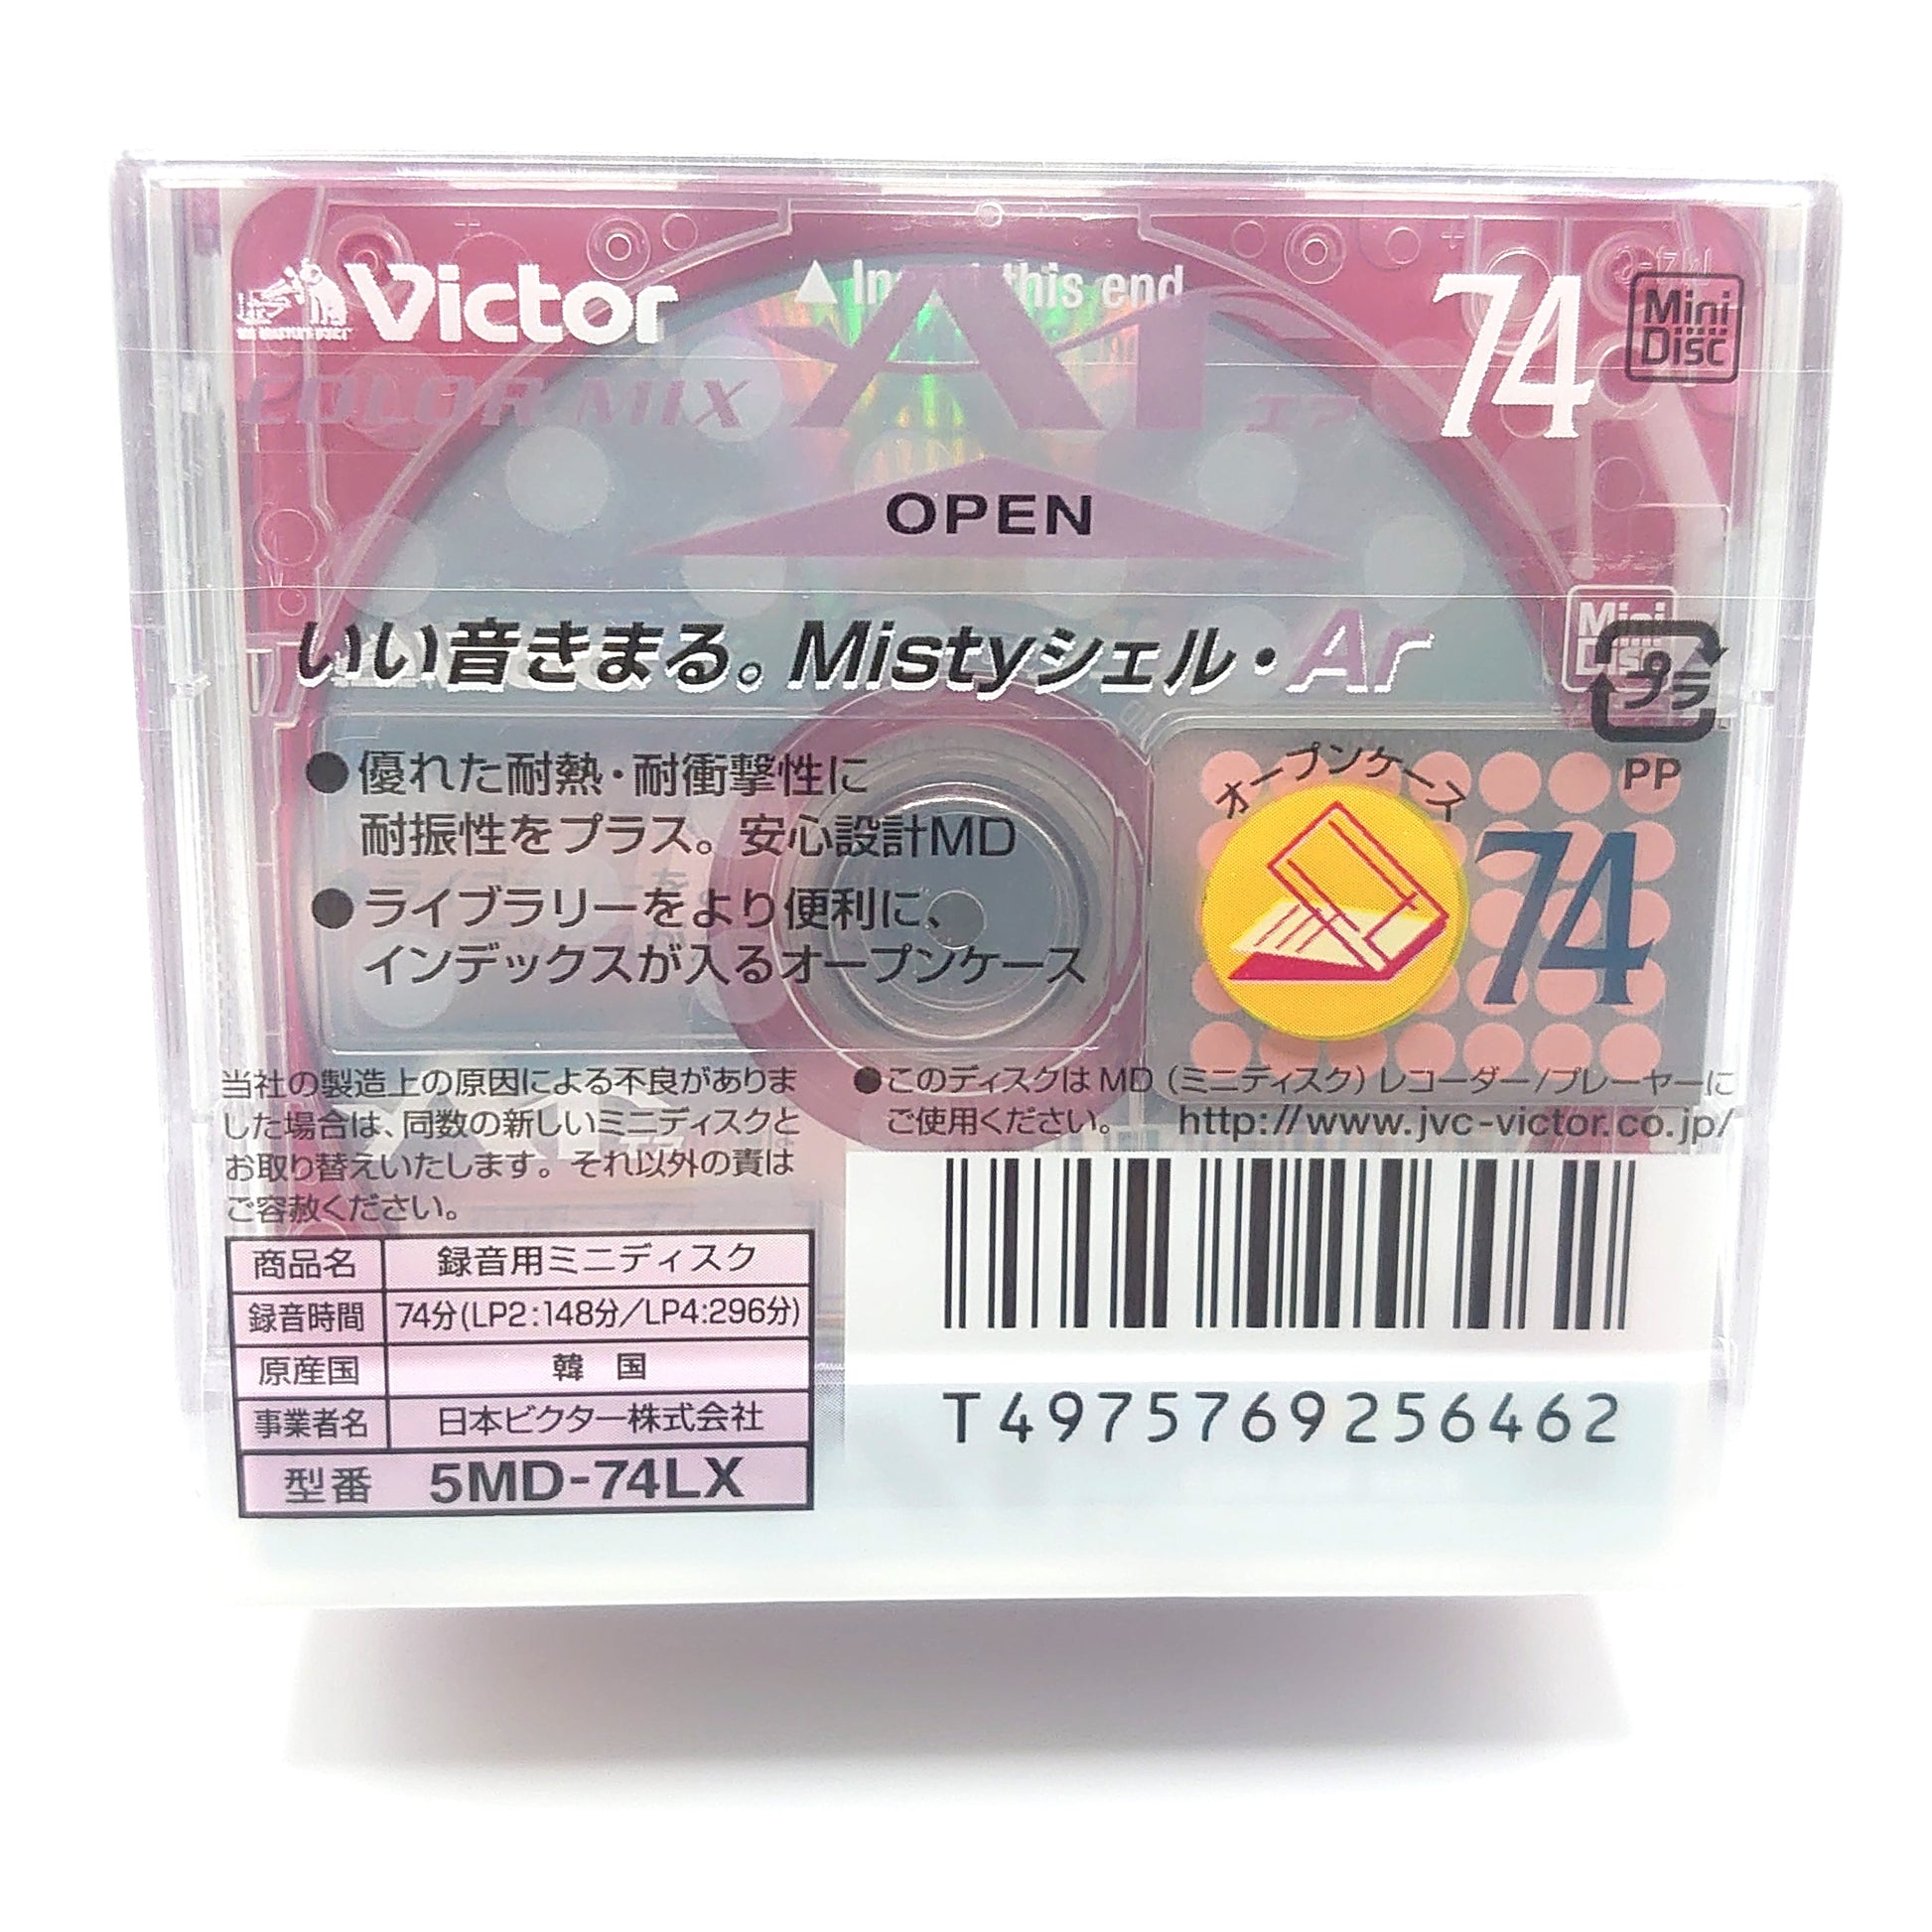 Victor
HIS MASTER'S VOICE
▲ In this end
74
Mini
Disc
COLOR MIX
Ar
エア
OPEN
いい音きまる。Mistyシェル・Ar
Mini
Disc
プラ
PP
●優れた耐熱・耐衝撃性に
耐振性をプラス。安心設計MD
●ライブラリーをより便利に、
インデックスが入るオープンケース
オープンケース
74
当社の製造上の原因による不良がありま
した場合は、同数の新しいミニディスクと
お取り替えいたします。それ以外の責は
ご容赦ください。
●このディスクはMD(ミニディスク)レコーダー/プレーヤーに
ご使用ください。 http://www.jvc-victor.co.jp/
商品名 録音用ミニディスク
録音時間 74分(LP2:148分/LP4:296分)
原産国 韓 国
事業者名 日本ビクター株式会社
型番 5MD-74LX
T4975769256462